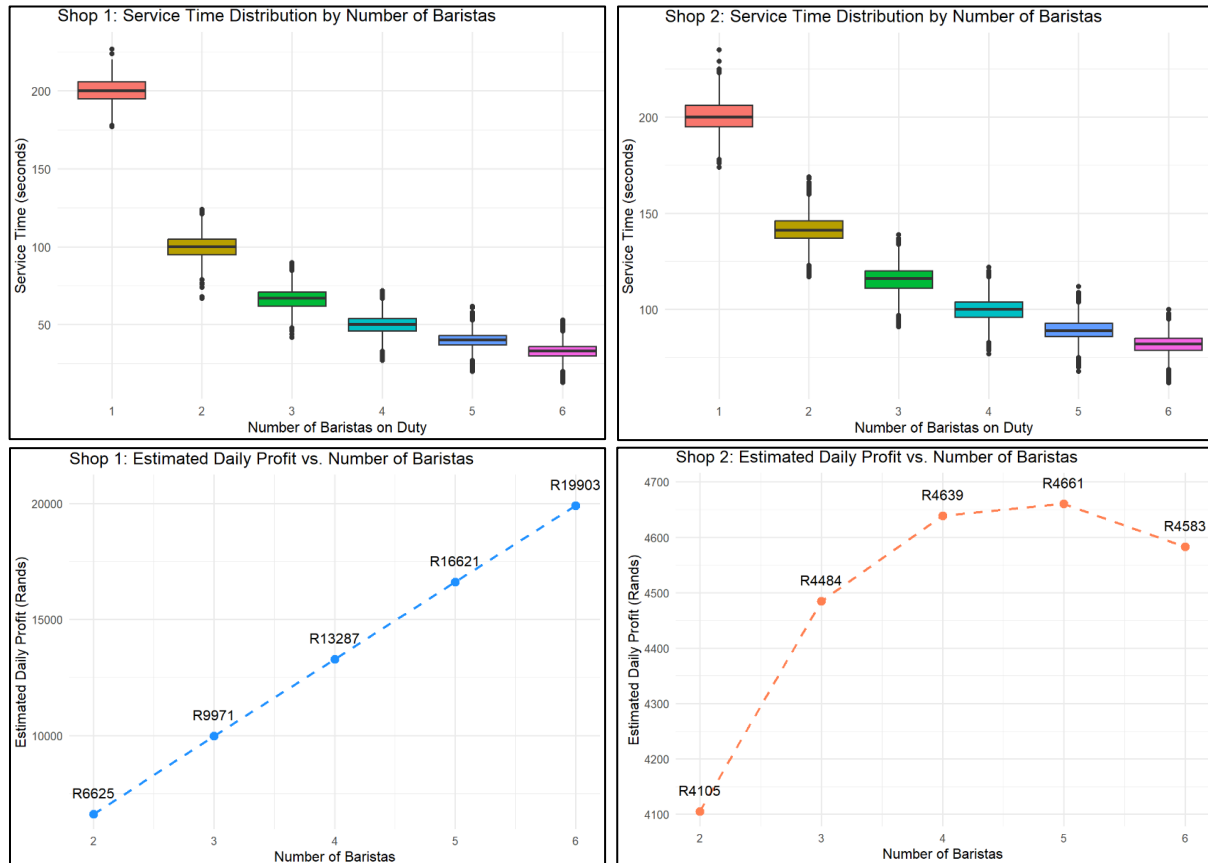 Shop 1: Service Time Distribution by Number of Baristas
Service Time (seconds)
200
150
100
50
1 2 3 4 5 6
Number of Baristas on Duty
Shop 2: Service Time Distribution by Number of Baristas
Service Time (seconds)
200
150
100
1 2 3 4 5 6
Number of Baristas on Duty
Shop 1: Estimated Daily Profit vs. Number of Baristas
Estimated Daily Profit (Rands)
20000
15000
10000
R6625
R9971
R13287
R16621
R19903
2 3 4 5 6
Number of Baristas
Shop 2: Estimated Daily Profit vs. Number of Baristas
Estimated Daily Profit (Rands)
4700
4600
4500
4400
4300
4200
4100
R4105
R4484
R4639
R4661
R4583
2 3 4 5 6
Number of Baristas